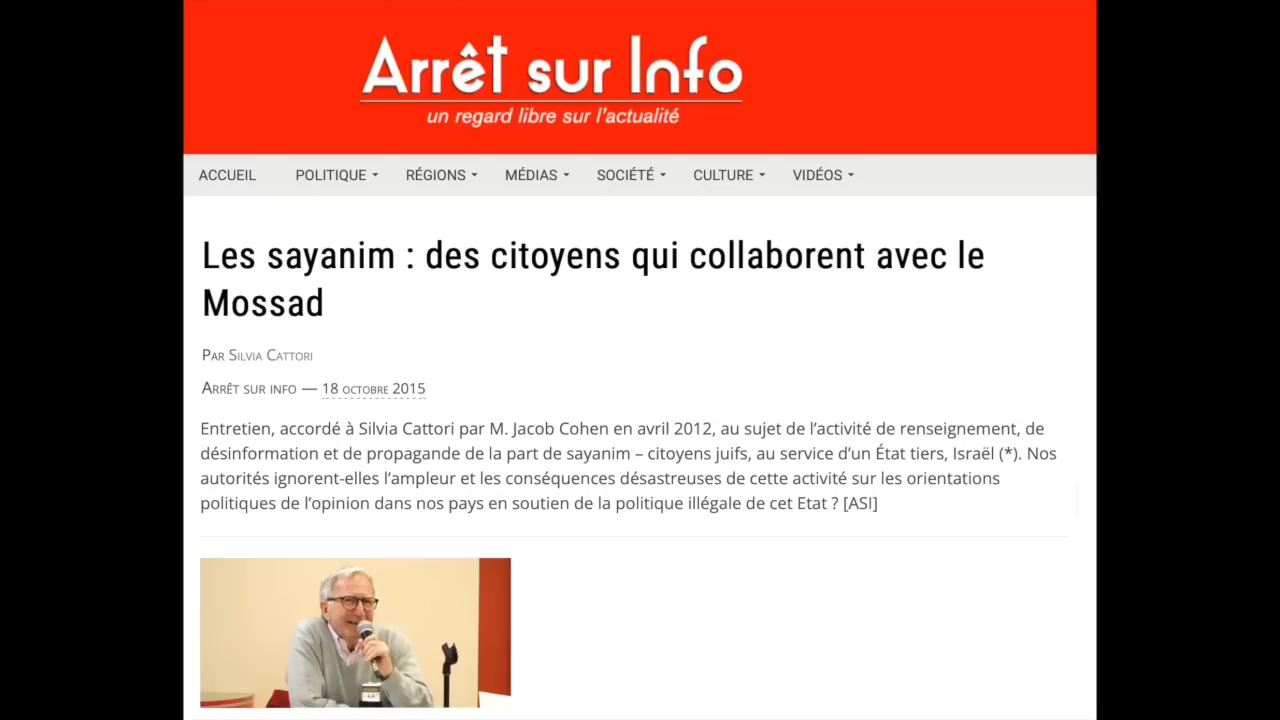 Arrêt sur Info
un regard libre sur l'actualité
ACCUEIL POLITIQUE RÉGIONS MÉDIAS SOCIÉTÉ CULTURE VIDÉOS
Les sayanim : des citoyens qui collaborent avec le
Mossad
Par Silvia Cattori
Arrêt sur info — 18 octobre 2015
Entretien, accordé à Silvia Cattori par M. Jacob Cohen en avril 2012, au sujet de l’activité de renseignement, de
désinformation et de propagande de la part de sayanim – citoyens juifs, au service d’un État tiers, Israël (*). Nos
autorités ignorent-elles l’ampleur et les conséquences désastreuses de cette activité sur les orientations
politiques de l’opinion dans nos pays en soutien de la politique illégale de cet Etat ? [ASI]